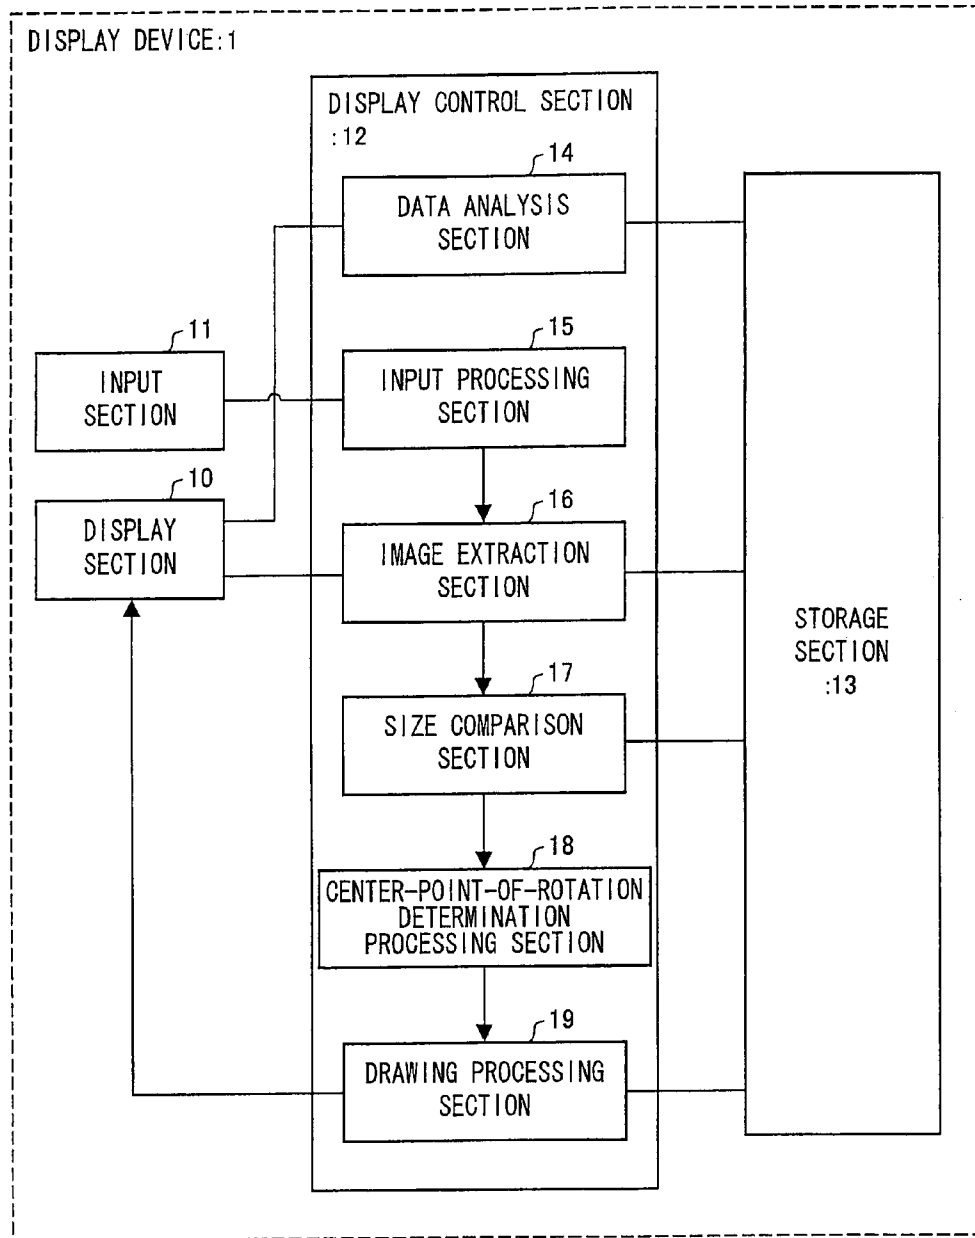 DISPLAY DEVICE:1
DISPLAY CONTROL SECTION
:12
14
DATA ANALYSIS
SECTION
11
INPUT
SECTION
15
INPUT PROCESSING
SECTION
10
DISPLAY
SECTION
16
IMAGE EXTRACTION
SECTION
17
SIZE COMPARISON
SECTION
18
CENTER-POINT-OF-ROTATION
DETERMINATION
PROCESSING SECTION
19
DRAWING PROCESSING
SECTION
STORAGE
SECTION
:13